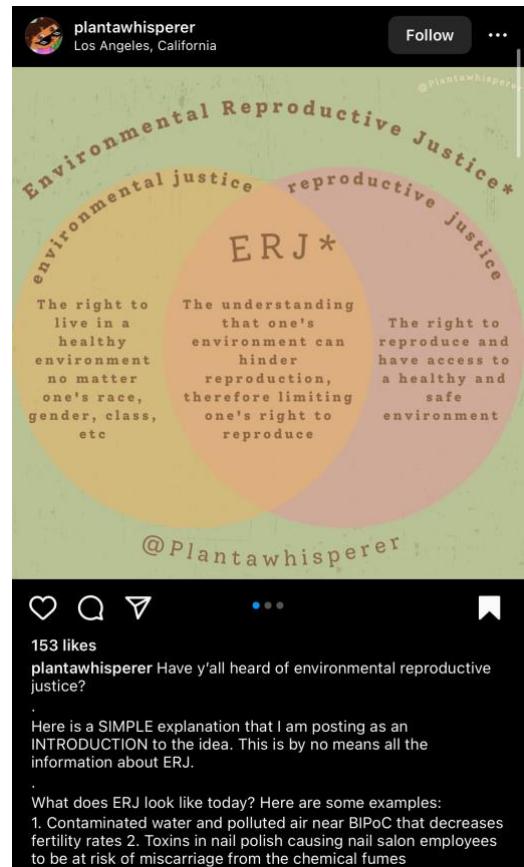 plantawhisperer
Los Angeles, California
Follow
@Plantawhisperer
Environmental Reproductive Justice*
environmental justice
reproductive justice
ERJ*
The right to
live in a
healthy
environment
no matter
one's race,
gender, class,
etc
The understanding
that one's
environment can
hinder
reproduction,
therefore limiting
one's right to
reproduce
The right to
reproduce and
have access to
a healthy and
safe
environment
@Plantawhisperer
153 likes
plantawhisperer Have y'all heard of environmental reproductive
justice?
.
Here is a SIMPLE explanation that I am posting as an
INTRODUCTION to the idea. This is by no means all the
information about ERJ.
.
What does ERJ look like today? Here are some examples:
1. Contaminated water and polluted air near BIPoC that decreases
fertility rates 2. Toxins in nail polish causing nail salon employees
to be at risk of miscarriage from the chemical fumes